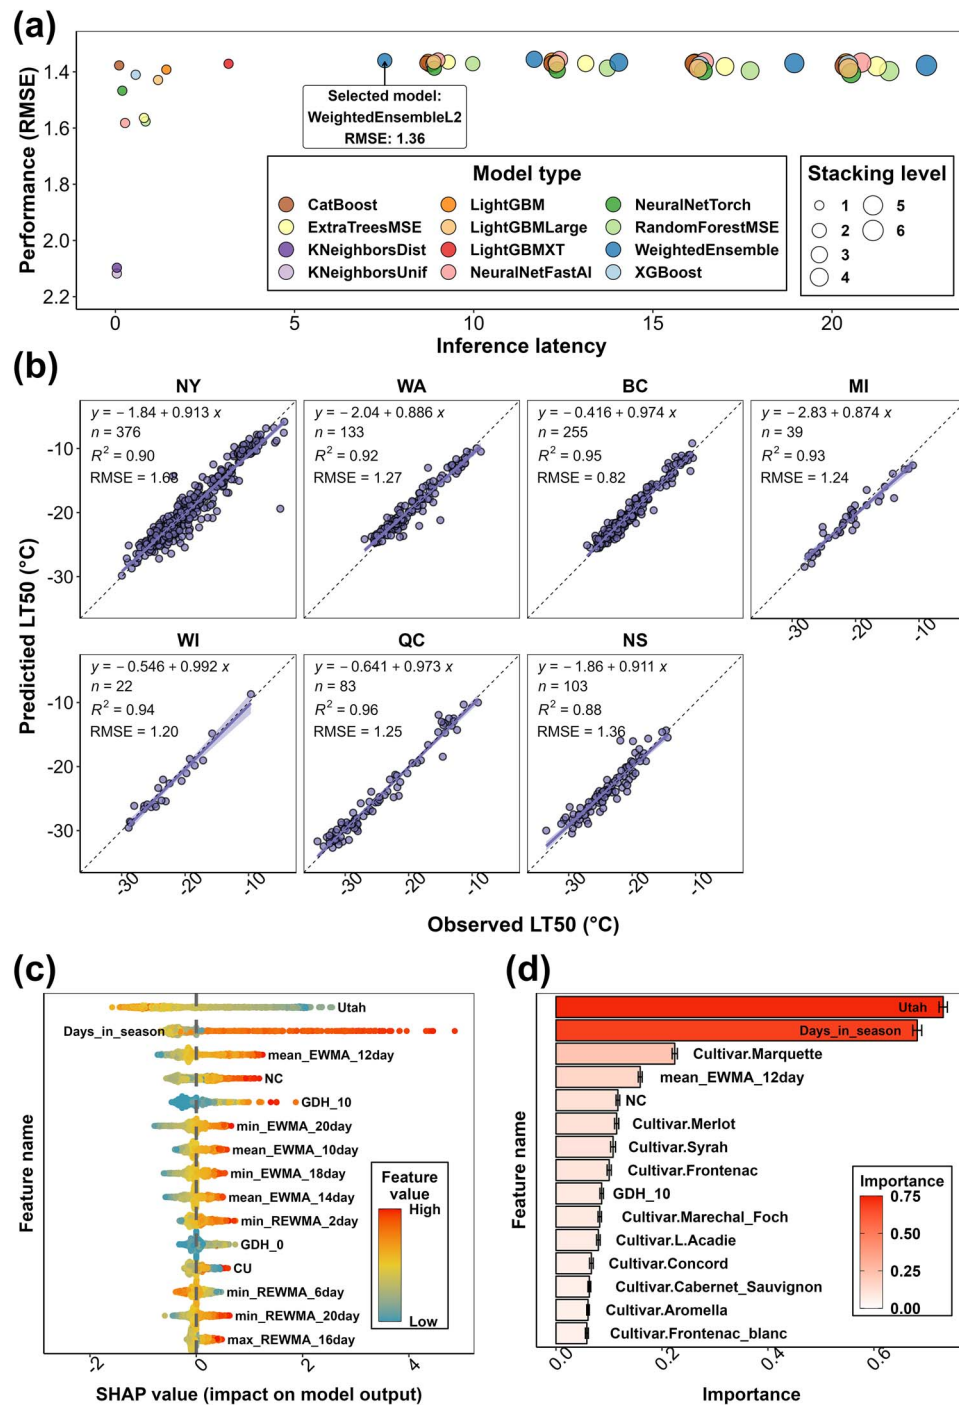 (a)
Performance (RMSE)
1.4
1.6
1.8
2.0
2.2
Selected model:
WeightedEnsembleL2
RMSE: 1.36
Model type
CatBoost
ExtraTreesMSE
KNeighborsDist
KNeighborsUnif
LightGBM
LightGBMLarge
LightGBMXT
NeuralNetFastAI
NeuralNetTorch
RandomForestMSE
WeightedEnsemble
XGBoost
Stacking level
1
2
3
4
5
6
0 5 10 15 20
Inference latency
(b)
Predictied LT50 (°C)
NY
y = − 1.84 + 0.913 x
n = 376
R² = 0.90
RMSE = 1.68
WA
y = − 2.04 + 0.886 x
n = 133
R² = 0.92
RMSE = 1.27
BC
y = − 0.416 + 0.974 x
n = 255
R² = 0.95
RMSE = 0.82
MI
y = − 2.83 + 0.874 x
n = 39
R² = 0.93
RMSE = 1.24
-10
-20
-30
-30 -20 -10
WI
y = − 0.546 + 0.992 x
n = 22
R² = 0.94
RMSE = 1.20
QC
y = − 0.641 + 0.973 x
n = 83
R² = 0.96
RMSE = 1.25
NS
y = − 1.86 + 0.911 x
n = 103
R² = 0.88
RMSE = 1.36
-10
-20
-30
-30 -20 -10
-30 -20 -10
-30 -20 -10
Observed LT50 (°C)
(c)
Feature name
Utah
Days_in_season
mean_EWMA_12day
NC
GDH_10
min_EWMA_20day
mean_EWMA_10day
min_EWMA_18day
mean_EWMA_14day
min_REWMA_2day
GDH_0
CU
min_REWMA_6day
min_REWMA_20day
max_REWMA_16day
Feature
value
High
Low
-2 0 2 4
SHAP value (impact on model output)
(d)
Feature name
Utah
Days_in_season
Cultivar.Marquette
mean_EWMA_12day
NC
Cultivar.Merlot
Cultivar.Syrah
Cultivar.Frontenac
GDH_10
Cultivar.Marechal_Foch
Cultivar.L.Acadie
Cultivar.Concord
Cultivar.Cabernet_Sauvignon
Cultivar.Aromella
Cultivar.Frontenac_blanc
Importance
0.75
0.50
0.25
0.00
0.0 0.2 0.4 0.6
Importance